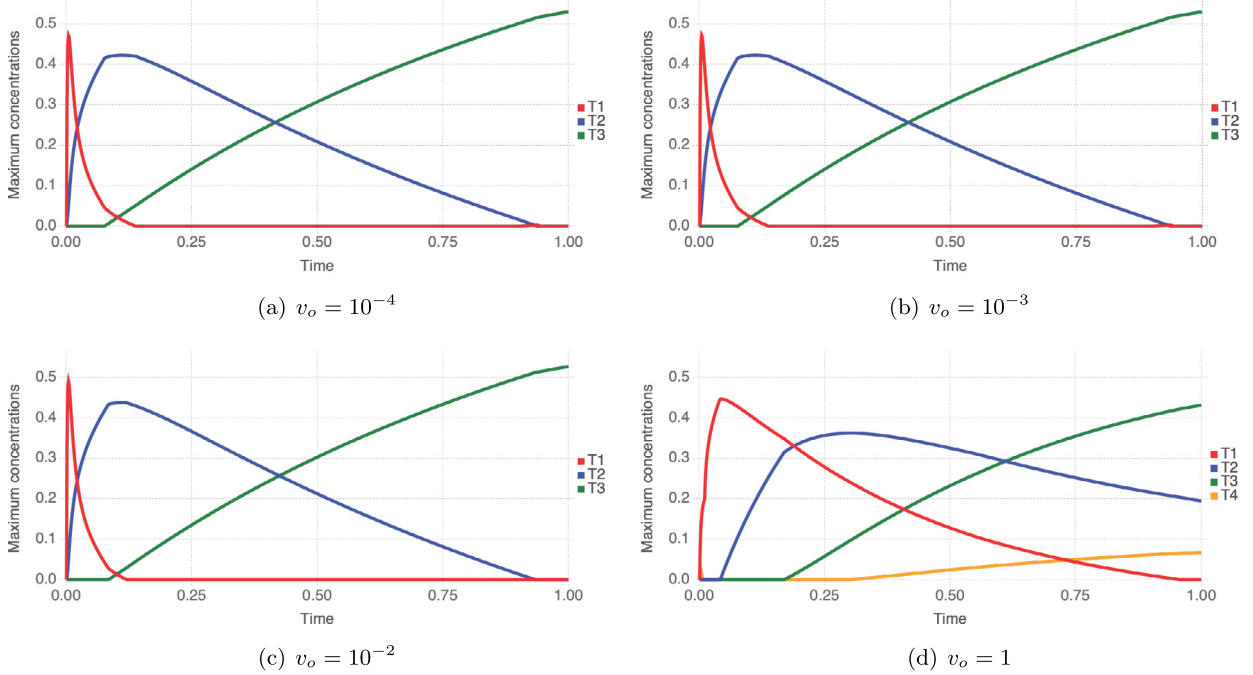 Maximum concentrations
0.5
0.4
0.3
0.2
0.1
0.0
0.00 0.25 0.50 0.75 1.00
Time
T1
T2
T3
(a) v_o = 10^{-4}
Maximum concentrations
0.5
0.4
0.3
0.2
0.1
0.0
0.00 0.25 0.50 0.75 1.00
Time
T1
T2
T3
(b) v_o = 10^{-3}
Maximum concentrations
0.5
0.4
0.3
0.2
0.1
0.0
0.00 0.25 0.50 0.75 1.00
Time
T1
T2
T3
(c) v_o = 10^{-2}
Maximum concentrations
0.5
0.4
0.3
0.2
0.1
0.0
0.00 0.25 0.50 0.75 1.00
Time
T1
T2
T3
T4
(d) v_o = 1